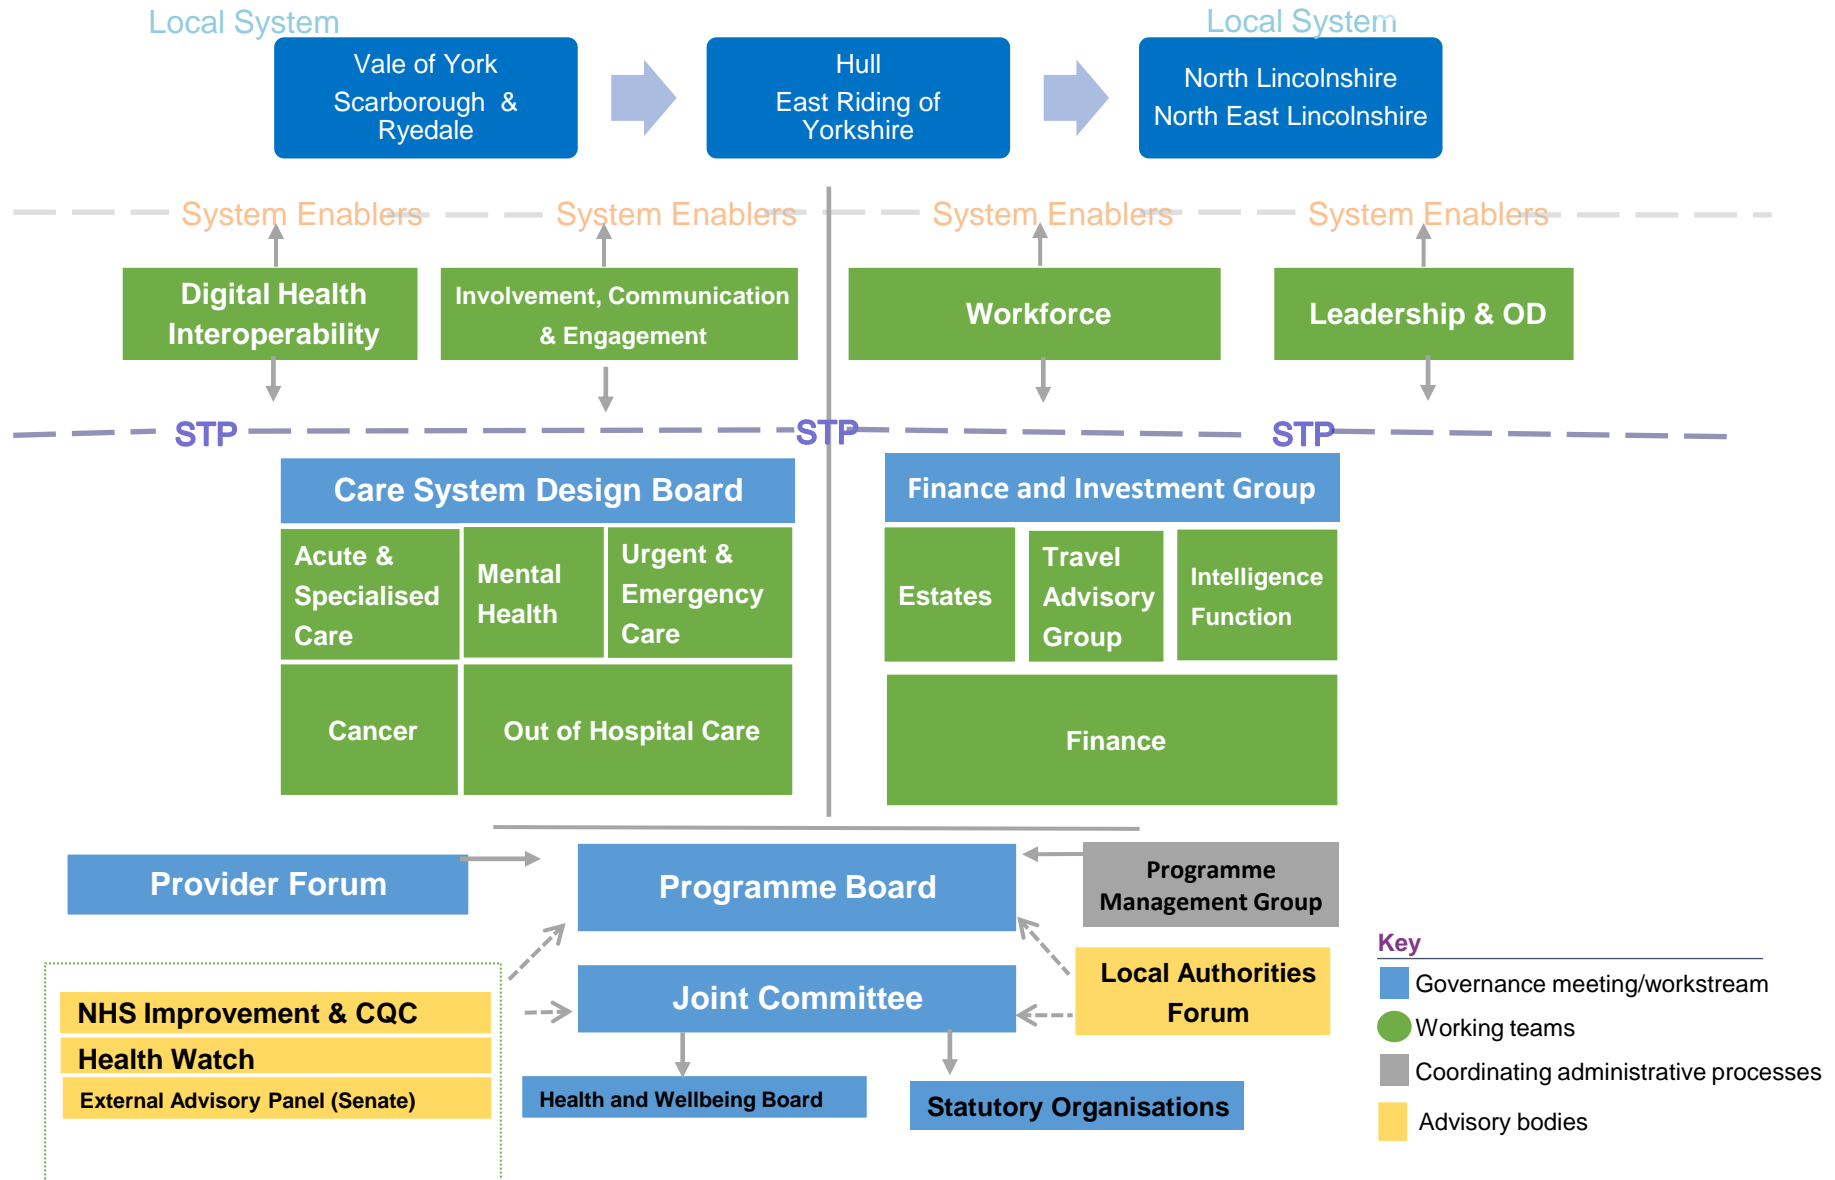 Local System
Local System
Vale of York
Scarborough &
Ryedale
Hull
East Riding of
Yorkshire
North Lincolnshire
North East Lincolnshire
System Enablers
System Enablers
System Enablers
System Enablers
Digital Health
Interoperability
Involvement, Communication
& Engagement
Workforce
Leadership & OD
STP
STP
STP
Care System Design Board
Acute &
Specialised
Care
Mental
Health
Urgent &
Emergency
Care
Cancer
Out of Hospital Care
Finance and Investment Group
Estates
Travel
Advisory
Group
Intelligence
Function
Finance
Provider Forum
Programme Board
Programme
Management Group
NHS Improvement & CQC
Health Watch
External Advisory Panel (Senate)
Joint Committee
Local Authorities
Forum
Health and Wellbeing Board
Statutory Organisations
Key
Governance meeting/workstream
Working teams
Coordinating administrative processes
Advisory bodies